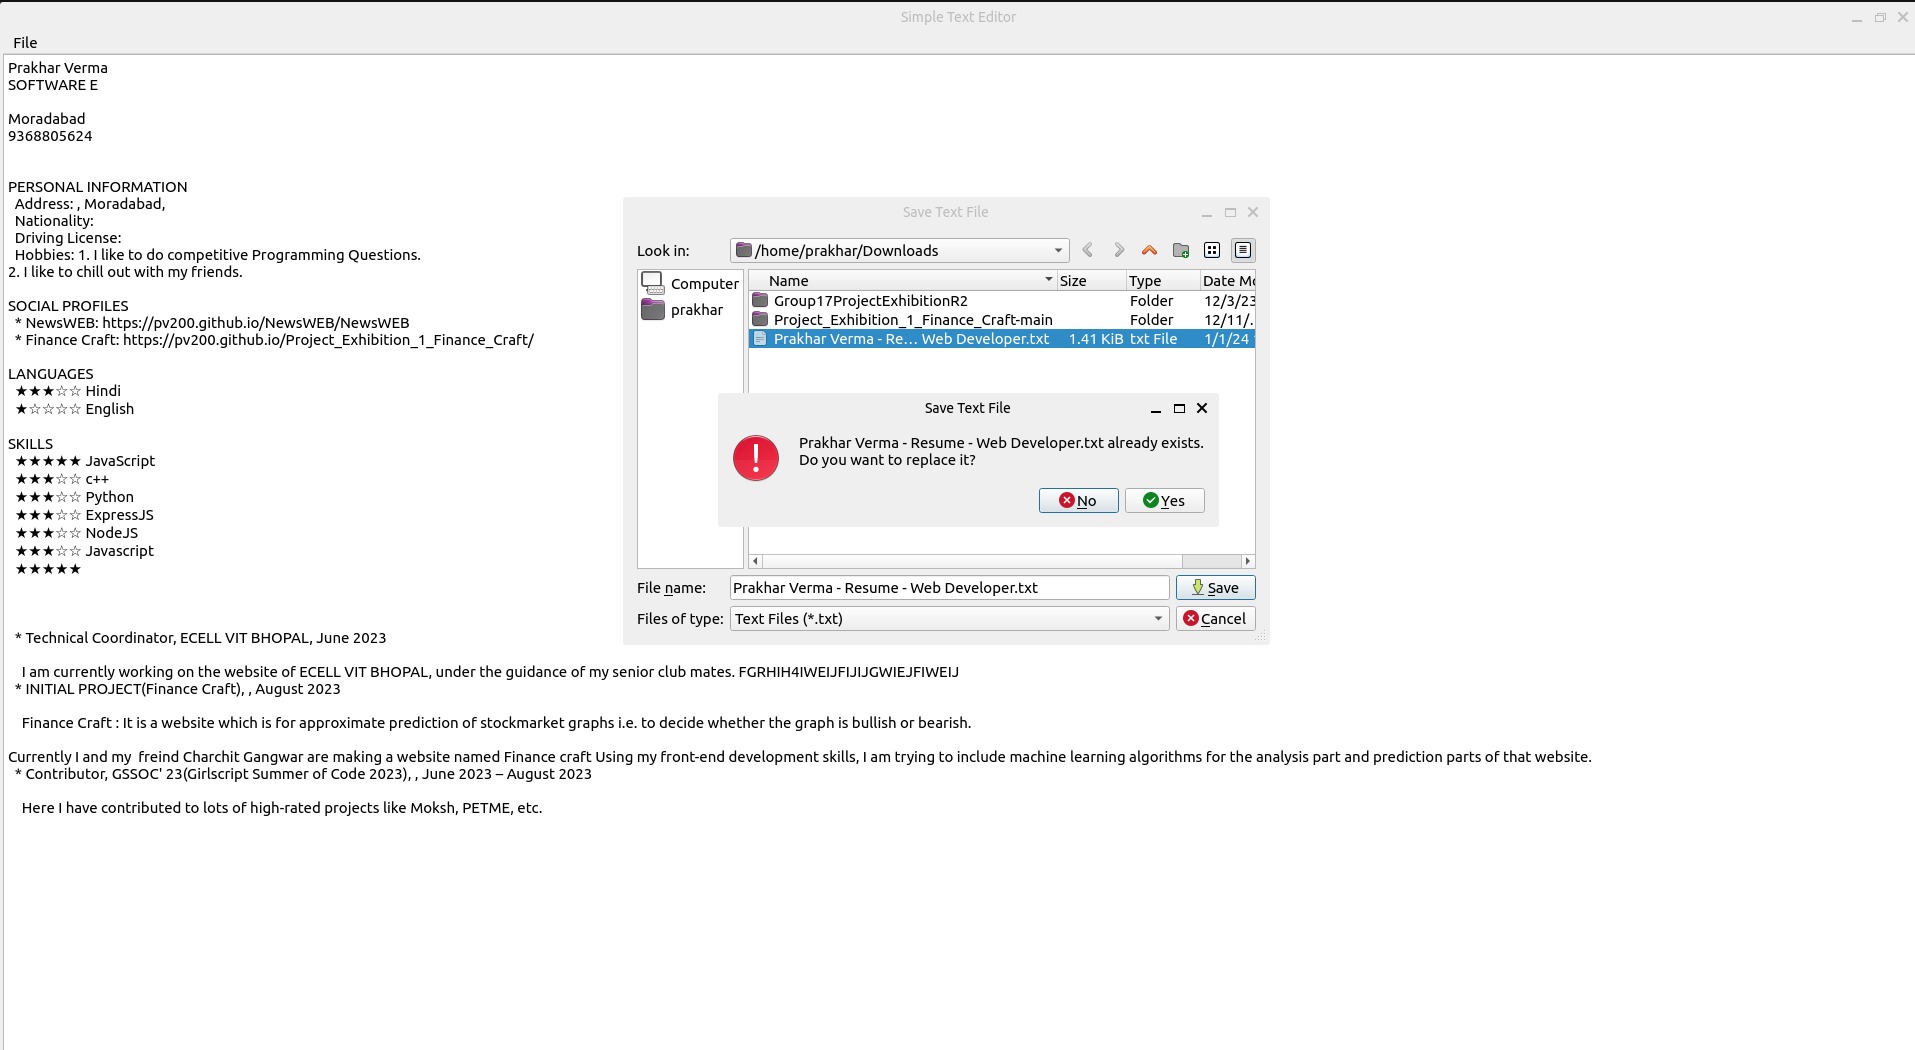 Simple Text Editor
File
Prakhar Verma
SOFTWARE E
Moradabad
9368805624
PERSONAL INFORMATION
Address: , Moradabad,
Nationality:
Driving License:
Hobbies: 1. I like to do competitive Programming Questions.
2. I like to chill out with my friends.
SOCIAL PROFILES
* NewsWEB: https://pv200.github.io/NewsWEB/NewsWEB
* Finance Craft: https://pv200.github.io/Project_Exhibition_1_Finance_Craft/
LANGUAGES
★★★☆☆ Hindi
★☆☆☆☆ English
SKILLS
★★★★★ JavaScript
★★★☆☆ c++
★★★☆☆ Python
★★★☆☆ ExpressJS
★★★☆☆ NodeJS
★★★☆☆ Javascript
★★★★★
* Technical Coordinator, ECELL VIT BHOPAL, June 2023
I am currently working on the website of ECELL VIT BHOPAL, under the guidance of my senior club mates. FGRHIH4IWEIJFIJIJGWIEJFIWEIJ
* INITIAL PROJECT(Finance Craft), , August 2023
Finance Craft : It is a website which is for approximate prediction of stockmarket graphs i.e. to decide whether the graph is bullish or bearish.
Currently I and my  freind Charchit Gangwar are making a website named Finance craft Using my front-end development skills, I am trying to include machine learning algorithms for the analysis part and prediction parts of that website.
* Contributor, GSSOC' 23(Girlscript Summer of Code 2023), , June 2023 – August 2023
Here I have contributed to lots of high-rated projects like Moksh, PETME, etc.
Save Text File
Look in: /home/prakhar/Downloads
Computer
prakhar
Name Size Type Date Mo
Group17ProjectExhibitionR2 Folder 12/3/23
Project_Exhibition_1_Finance_Craft-main Folder 12/11/.
Prakhar Verma - Re... Web Developer.txt 1.41 KiB txt File 1/1/24
Save Text File
Prakhar Verma - Resume - Web Developer.txt already exists.
Do you want to replace it?
No Yes
File name: Prakhar Verma - Resume - Web Developer.txt Save
Files of type: Text Files (*.txt) Cancel